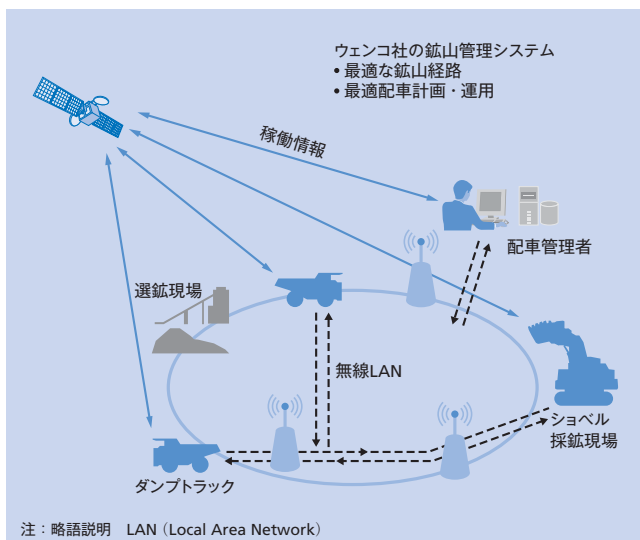 ウェンコ社の鉱山管理システム
• 最適な鉱山経路
• 最適配車計画・運用
稼働情報
配車管理者
選鉱現場
無線LAN
ショベル
採鉱現場
ダンプトラック
注：略語説明　LAN（Local Area Network）